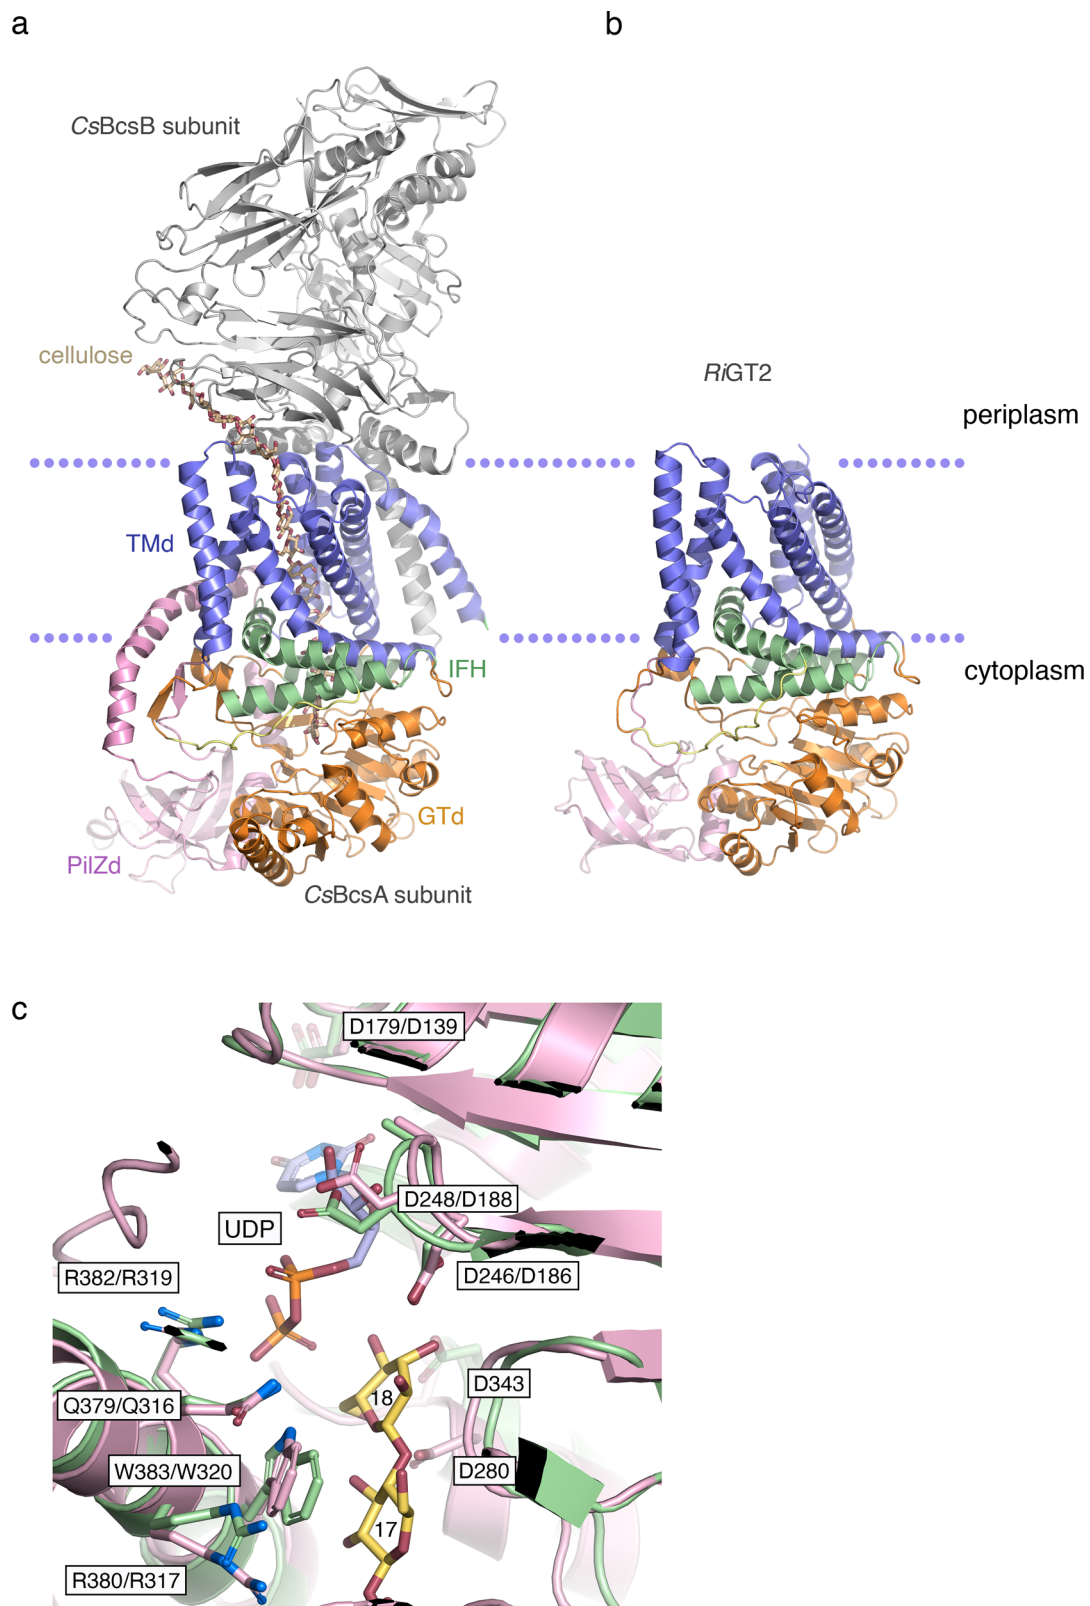 a
b
CsBcsB subunit
cellulose
RiGT2
periplasm
TMd
IFH
cytoplasm
GTd
PilZd
CsBcsA subunit
c
D179/D139
D248/D188
UDP
R382/R319
D246/D186
D343
18
Q379/Q316
W383/W320
D280
17
R380/R317